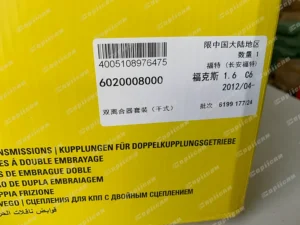 限中国大陆地区
数量 1
4005108976475
福特（长安福特）
6020008000
福克斯 1.6 C6
2012/04-
双离合器套装（干式）
批次 6199 177/24
NSMISSIONS | KUPPLUNGEN FÜR DOPPELKUPPLUNGSGETRIEBE
ES À DOUBLE EMBRAYAGE
S DE EMBRAGUE DOBLE
DE DUPLA EMBRAIAGEM
PPIA FRIZIONE
VEGO | СЦЕПЛЕНИЯ ДЛЯ КПП С ДВОЙНЫМ СЦЕПЛЕНИЕМ